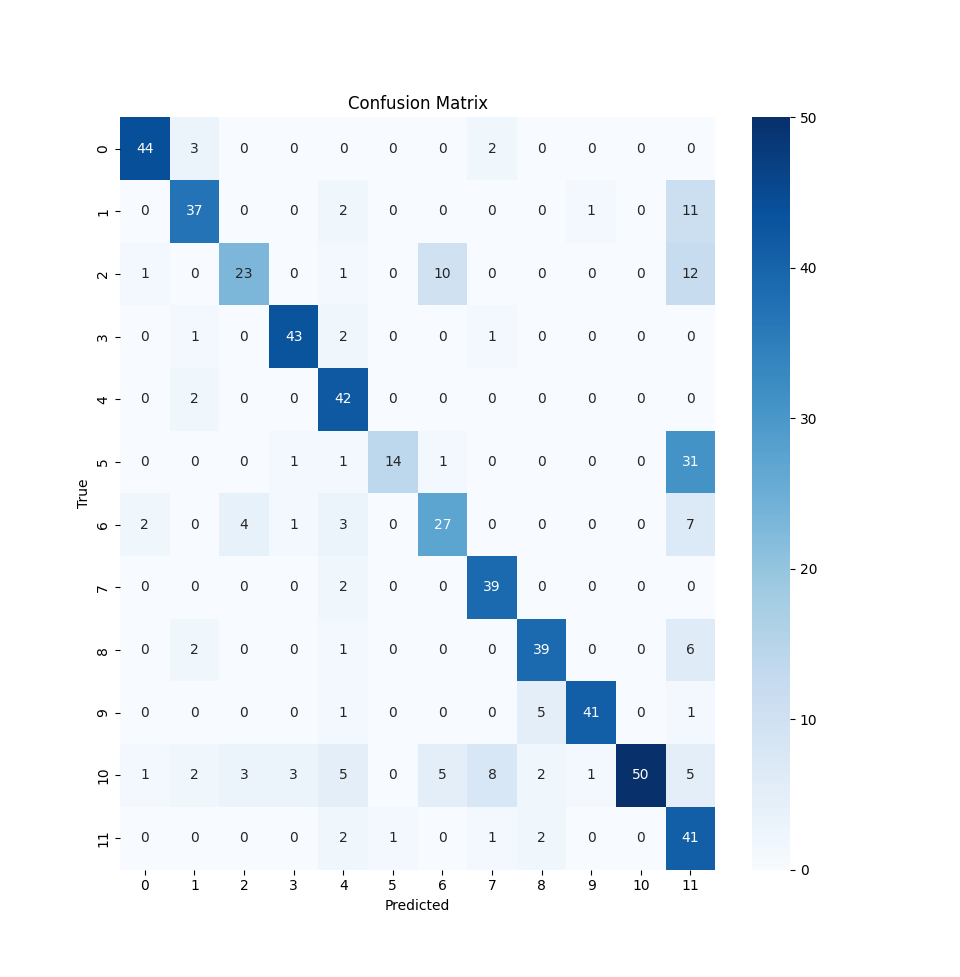 Confusion Matrix
0 44 3 0 0 0 0 0 2 0 0 0 0
1 0 37 0 0 2 0 0 0 0 1 0 11
2 1 0 23 0 1 0 10 0 0 0 0 12
3 0 1 0 43 2 0 0 1 0 0 0 0
4 0 2 0 0 42 0 0 0 0 0 0 0
5 0 0 0 1 1 14 1 0 0 0 0 31
6 2 0 4 1 3 0 27 0 0 0 0 7
7 0 0 0 0 2 0 0 39 0 0 0 0
8 0 2 0 0 1 0 0 0 39 0 0 6
9 0 0 0 0 1 0 0 0 5 41 0 1
10 1 2 3 3 5 0 5 8 2 1 50 5
11 0 0 0 0 2 1 0 1 2 0 0 41
0 1 2 3 4 5 6 7 8 9 10 11
Predicted
True
50
40
30
20
10
0